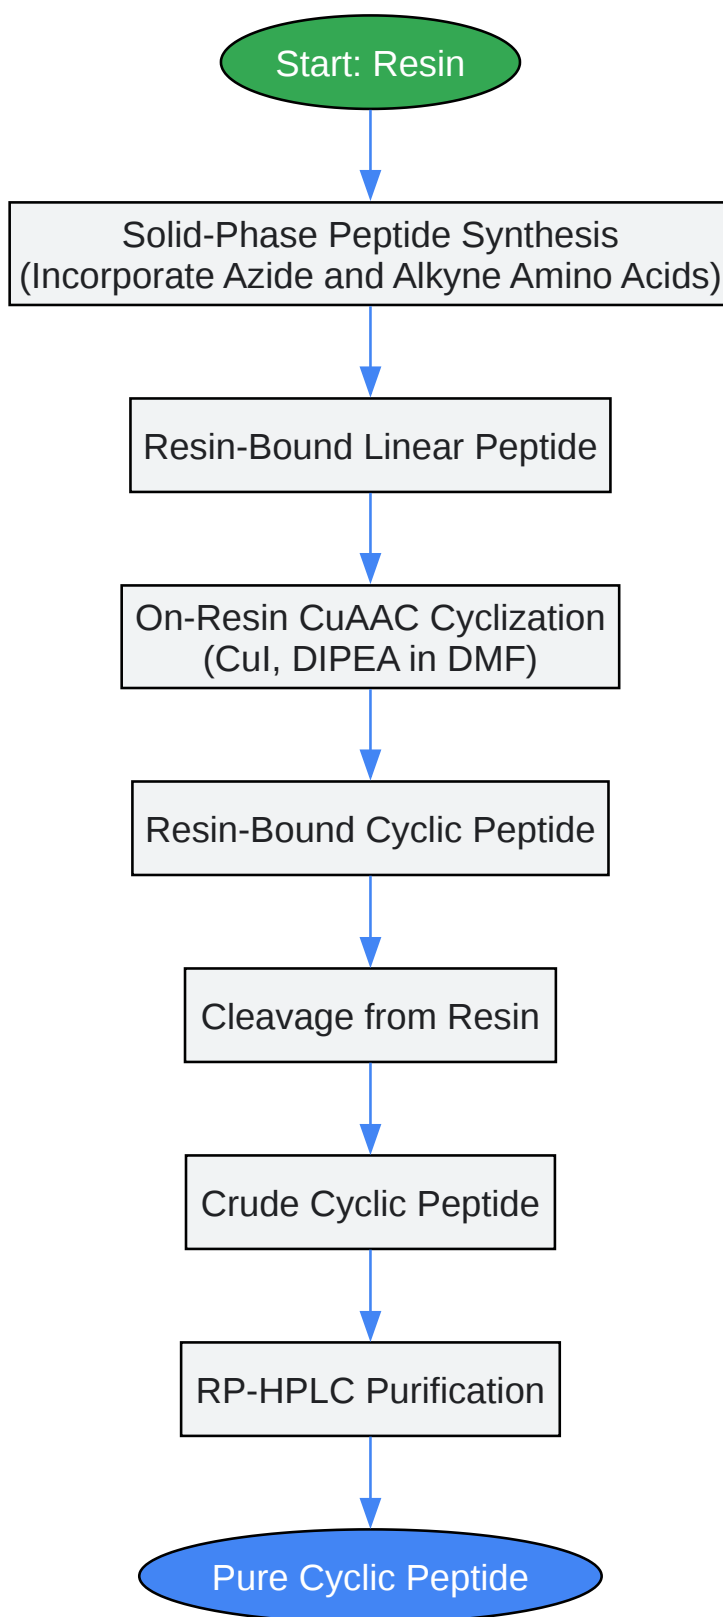 Start: Resin
Solid-Phase Peptide Synthesis
(Incorporate Azide and Alkyne Amino Acids)
Resin-Bound Linear Peptide
On-Resin CuAAC Cyclization
(CuI, DIPEA in DMF)
Resin-Bound Cyclic Peptide
Cleavage from Resin
Crude Cyclic Peptide
RP-HPLC Purification
Pure Cyclic Peptide